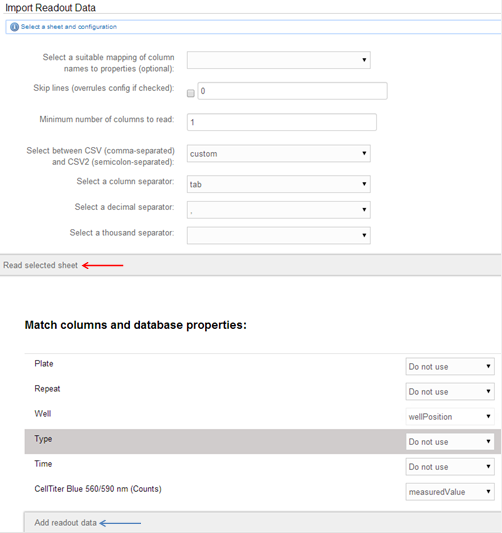 Import Readout Data
Select a sheet and configuration
Select a suitable mapping of column
names to properties (optional):
Skip lines (overrules config if checked):
0
Minimum number of columns to read:
1
Select between CSV (comma-separated)
and CSV2 (semicolon-separated):
custom
Select a column separator:
tab
Select a decimal separator:
.
Select a thousand separator:
Read selected sheet
Match columns and database properties:
Plate
Do not use
Repeat
Do not use
Well
wellPosition
Type
Do not use
Time
Do not use
CellTiter Blue 560/590 nm (Counts)
measuredValue
Add readout data